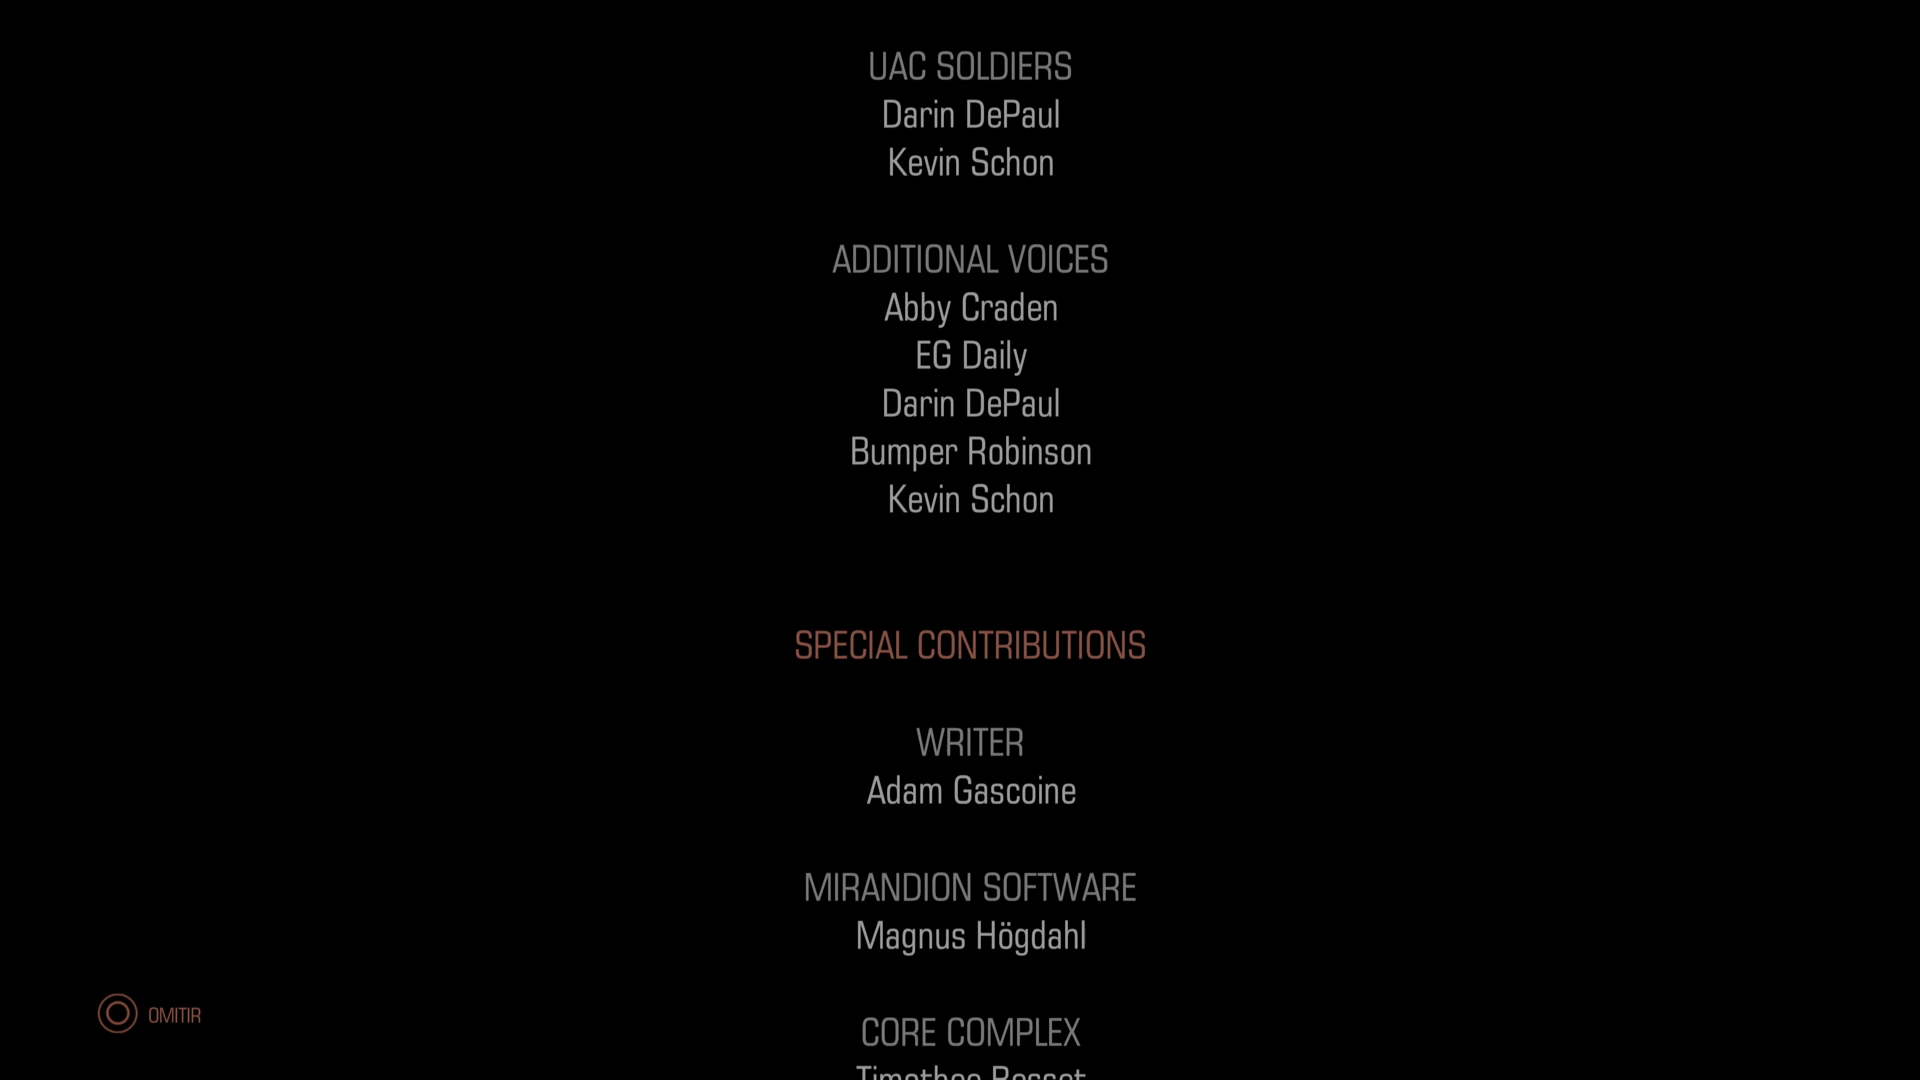 UAC SOLDIERS
Darin DePaul
Kevin Schon
ADDITIONAL VOICES
Abby Craden
EG Daily
Darin DePaul
Bumper Robinson
Kevin Schon
SPECIAL CONTRIBUTIONS
WRITER
Adam Gascoine
MIRANDION SOFTWARE
Magnus Högdahl
OMITIR
CORE COMPLEX